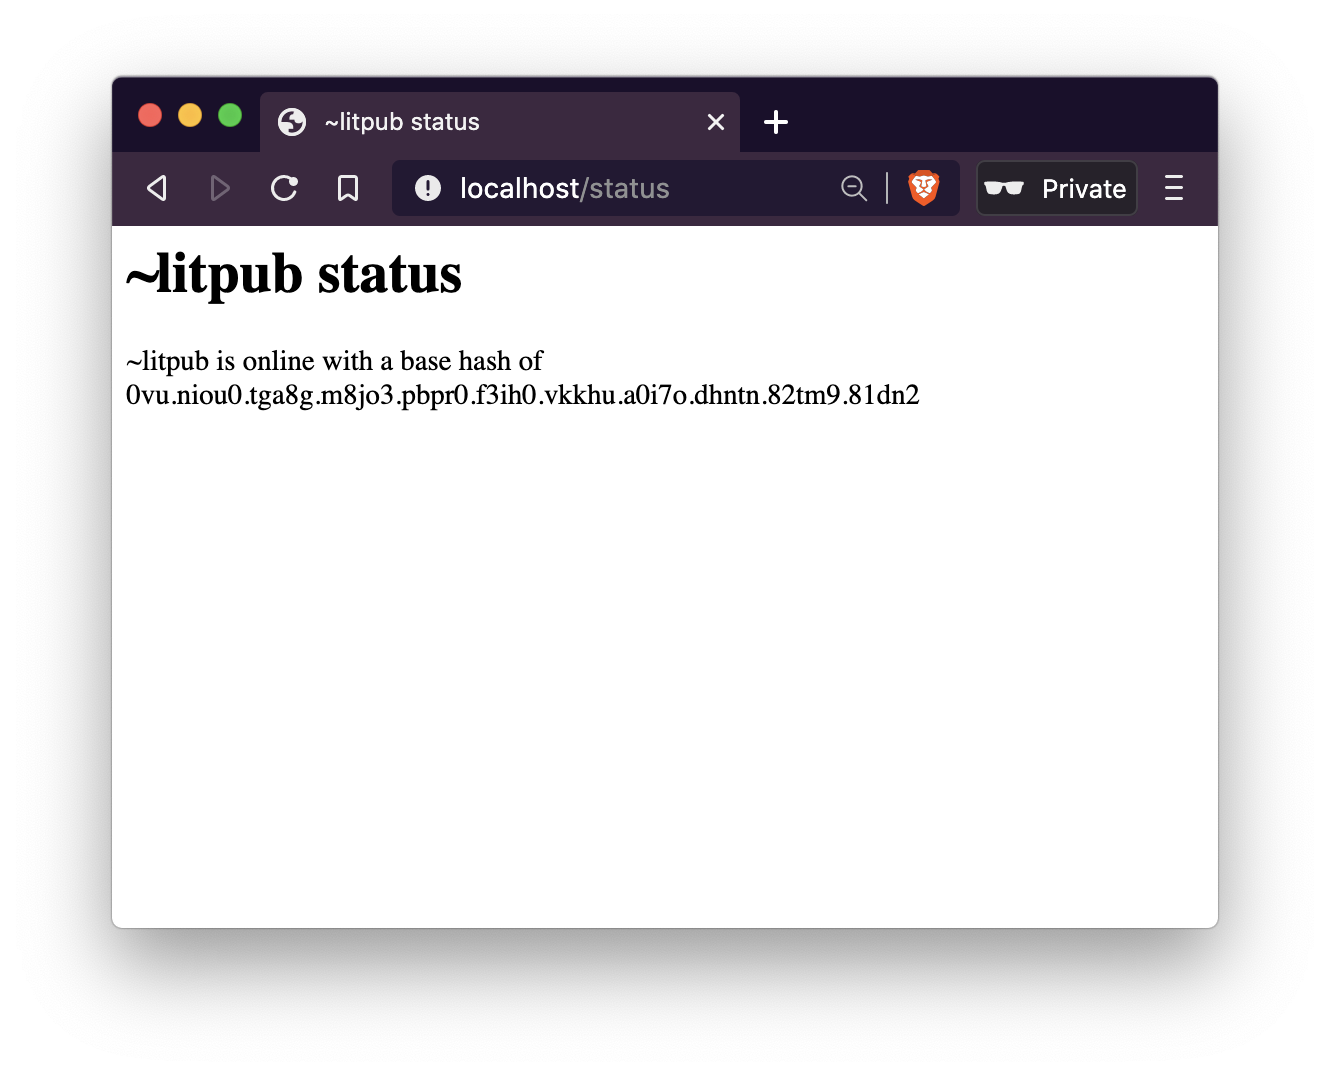 ~litpub status
localhost/status
Private
~litpub status
~litpub is online with a base hash of
0vu.niou0.tga8g.m8jo3.pbpr0.f3ih0.vkkhu.a0i7o.dhntn.82tm9.81dn2